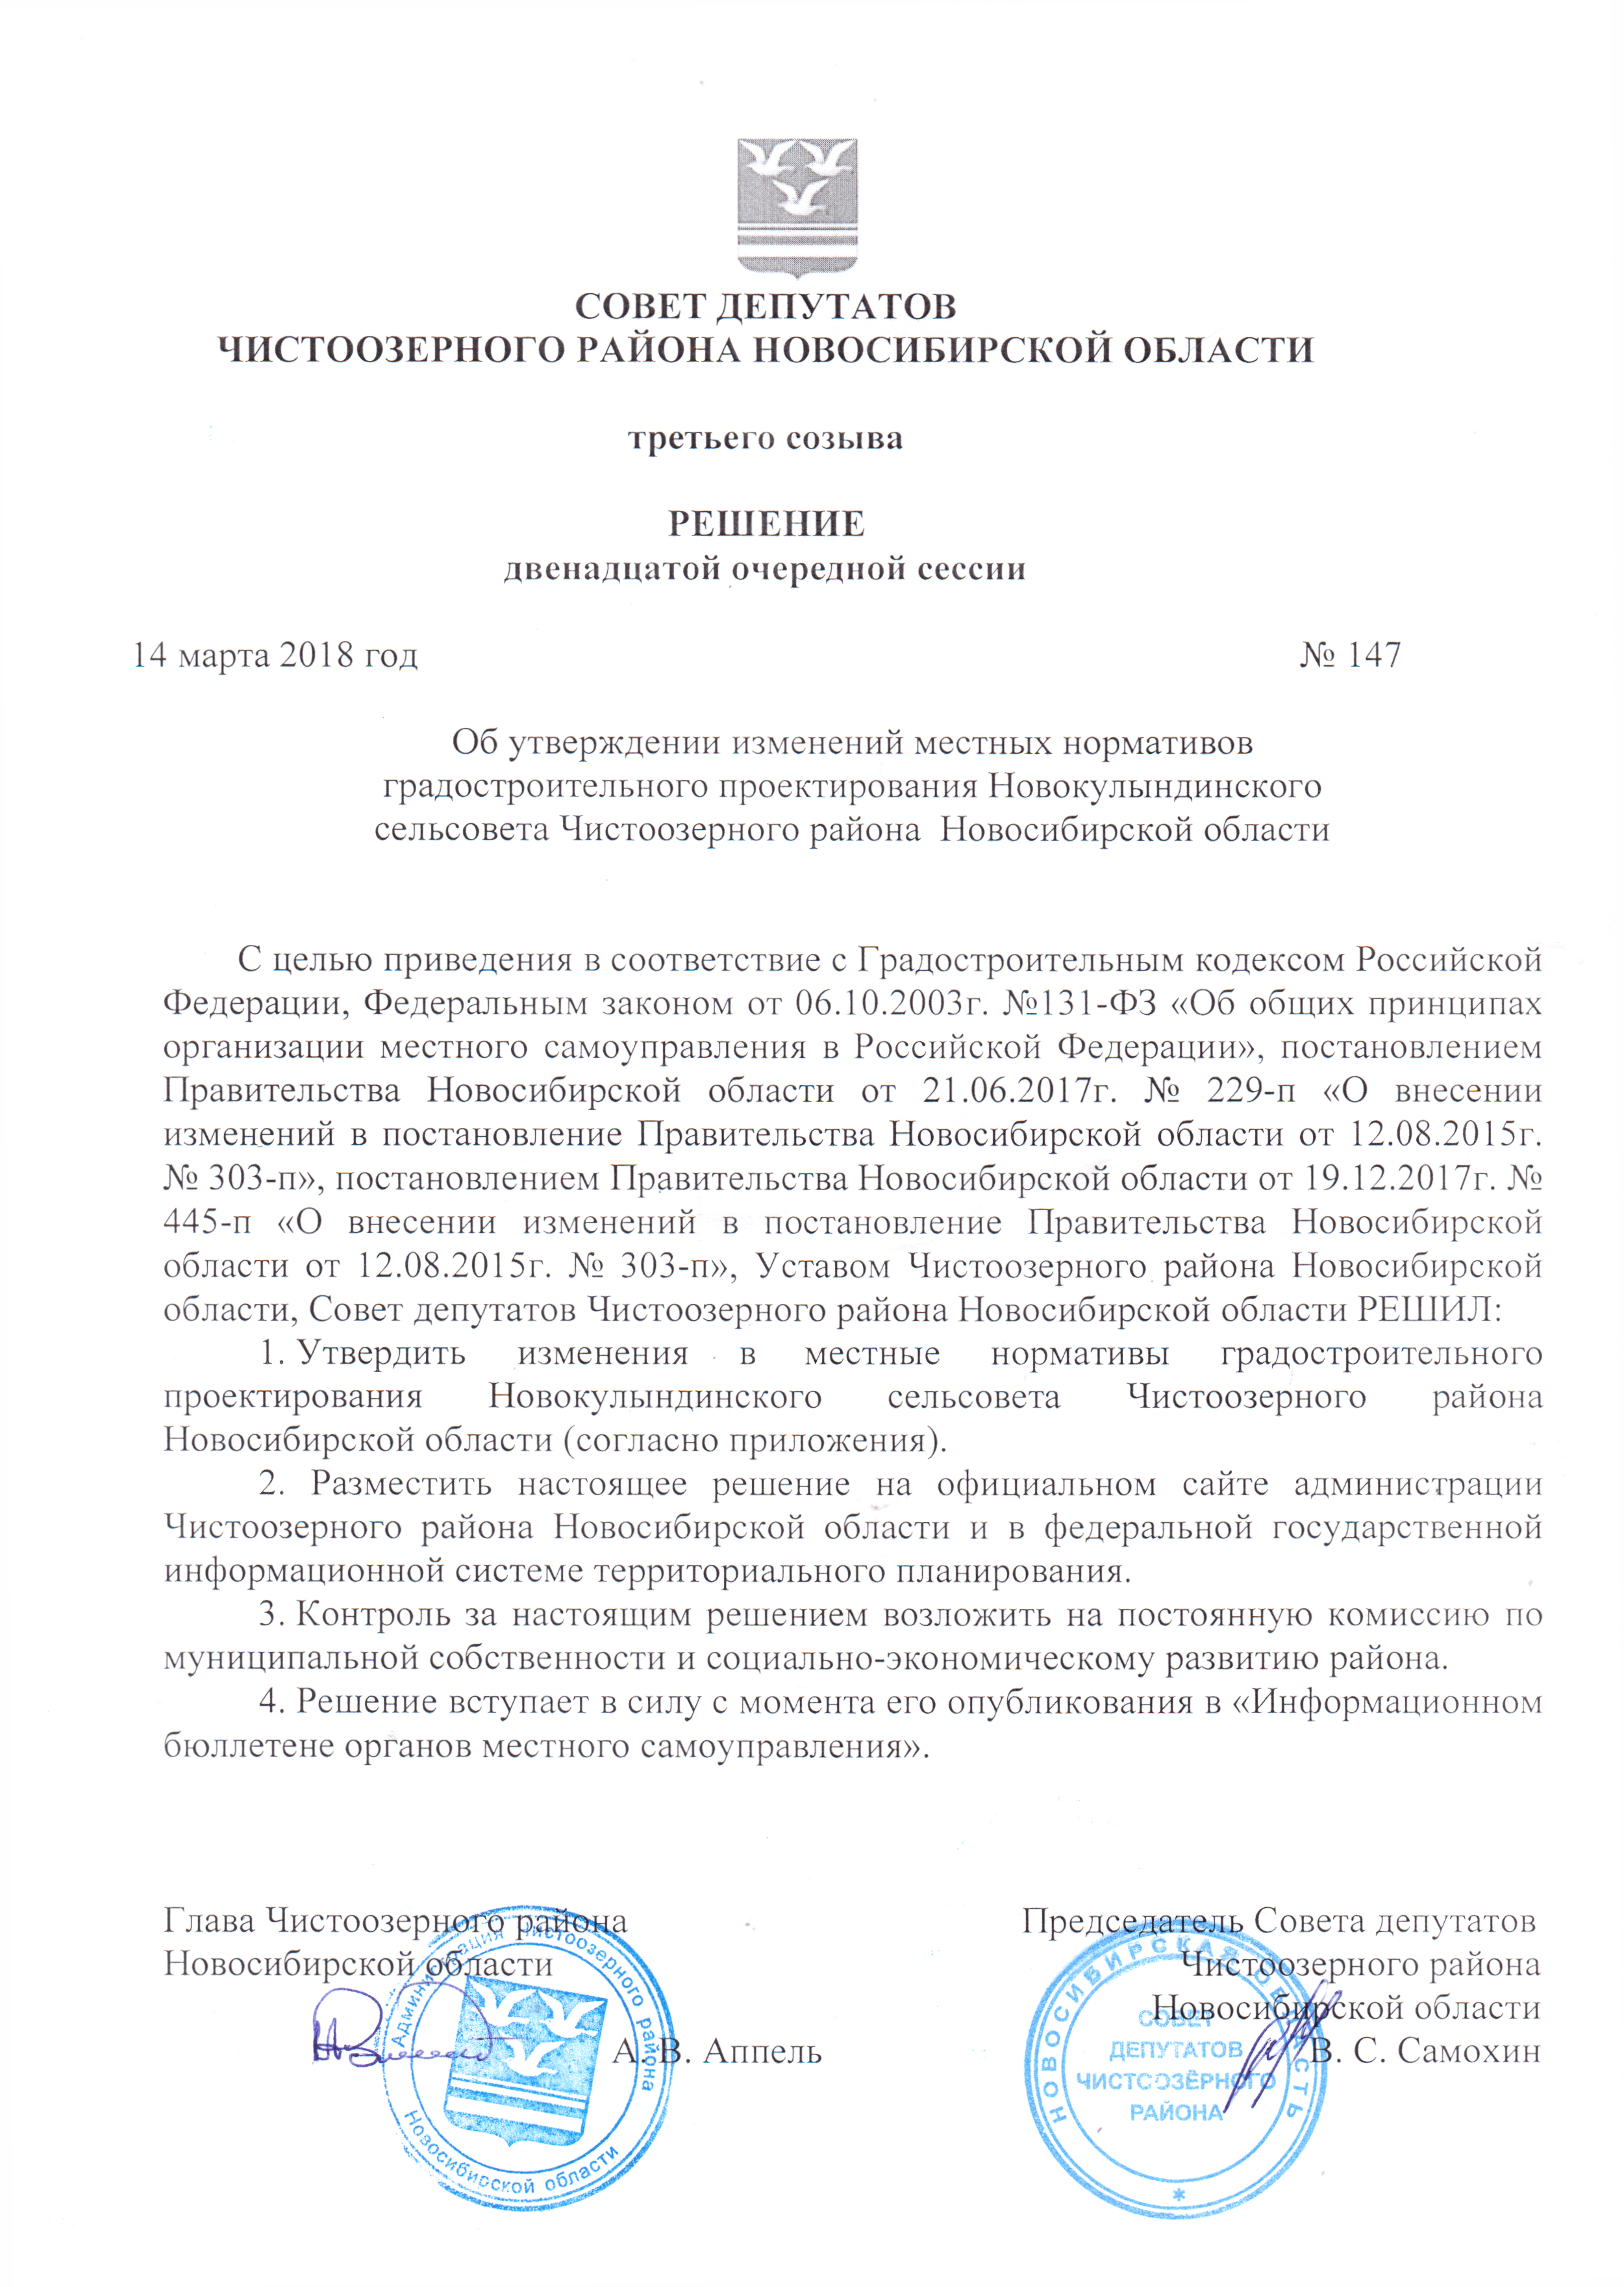 СОВЕТ ДЕПУТАТОВ
ЧИСТООЗЕРНОГО РАЙОНА НОВОСИБИРСКОЙ ОБЛАСТИ
третьего созыва
РЕШЕНИЕ
двенадцатой очередной сессии
14 марта 2018 год № 147
Об утверждении изменений местных нормативов
градостроительного проектирования Новокулындинского
сельсовета Чистоозерного района Новосибирской области
С целью приведения в соответствие с Градостроительным кодексом Российской
Федерации, Федеральным законом от 06.10.2003г. №131-ФЗ «Об общих принципах
организации местного самоуправления в Российской Федерации», постановлением
Правительства Новосибирской области от 21.06.2017г. № 229-п «О внесении
изменений в постановление Правительства Новосибирской области от 12.08.2015г.
№ 303-п», постановлением Правительства Новосибирской области от 19.12.2017г. №
445-п «О внесении изменений в постановление Правительства Новосибирской
области от 12.08.2015г. № 303-п», Уставом Чистоозерного района Новосибирской
области, Совет депутатов Чистоозерного района Новосибирской области РЕШИЛ:
1. Утвердить изменения в местные нормативы градостроительного
проектирования Новокулындинского сельсовета Чистоозерного района
Новосибирской области (согласно приложения).
2. Разместить настоящее решение на официальном сайте администрации
Чистоозерного района Новосибирской области и в федеральной государственной
информационной системе территориального планирования.
3. Контроль за настоящим решением возложить на постоянную комиссию по
муниципальной собственности и социально-экономическому развитию района.
4. Решение вступает в силу с момента его опубликования в «Информационном
бюллетене органов местного самоуправления».
Глава Чистоозерного района
Новосибирской области
А. В. Аппель
Председатель Совета депутатов
Чистоозерного района
Новосибирской области
В. С. Самохин
Администрация Чистоозерного района
Новосибирской области
НОВОСИБИРСКАЯ ОБЛАСТЬ
СОВЕТ
ДЕПУТАТОВ
ЧИСТООЗЁРНОГО
РАЙОНА